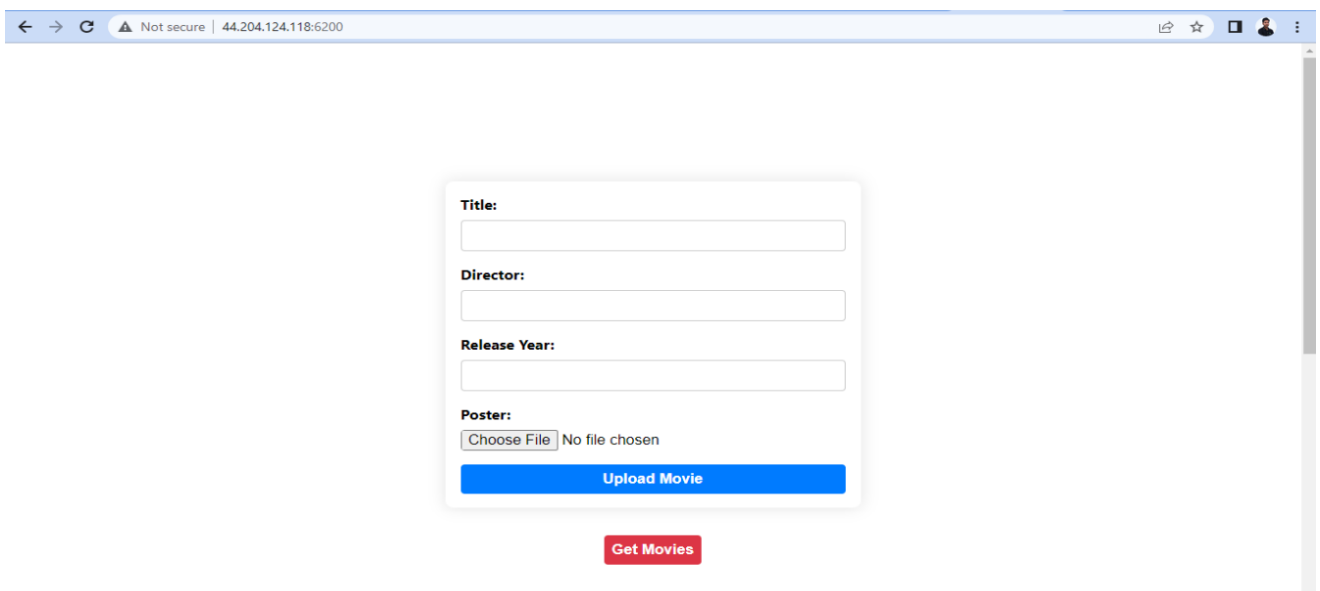 Not secure | 44.204.124.118:6200
Title:
Director:
Release Year:
Poster:
Choose File No file chosen
Upload Movie
Get Movies